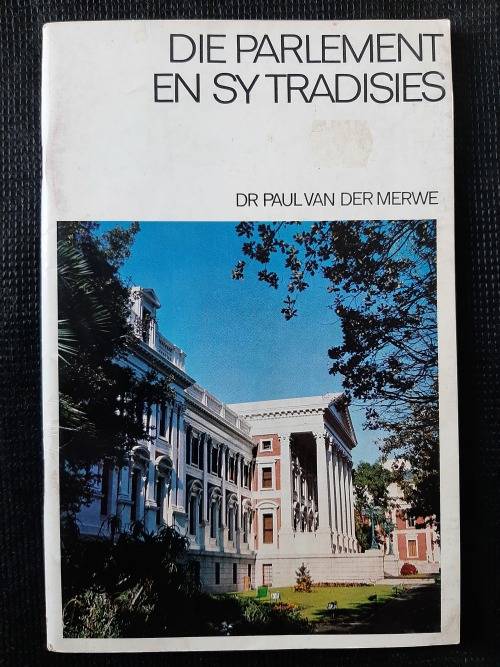 DIE PARLEMENT
EN SY TRADISIES
DR PAUL VAN DER MERWE